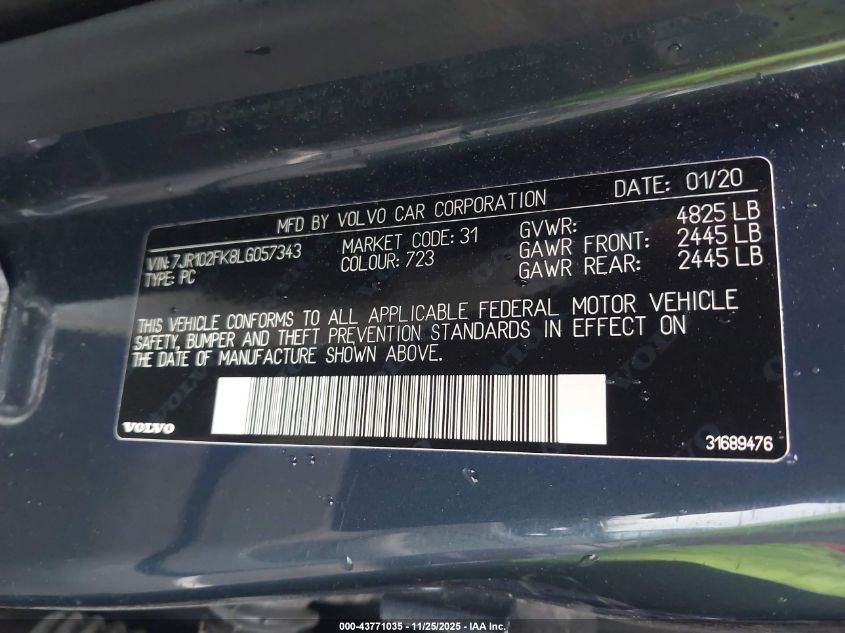 MFD BY VOLVO CAR CORPORATION DATE: 01/20
VIN:7JR102FK8LG057343 MARKET CODE: 31 GVWR: 4825 LB
TYPE: PC COLOUR: 723 GAWR FRONT: 2445 LB
GAWR REAR: 2445 LB
THIS VEHICLE CONFORMS TO ALL APPLICABLE FEDERAL MOTOR VEHICLE
SAFETY, BUMPER AND THEFT PREVENTION STANDARDS IN EFFECT ON
THE DATE OF MANUFACTURE SHOWN ABOVE.
VOLVO 31689476
000-43771035 - 11/25/2025 - IAA Inc.